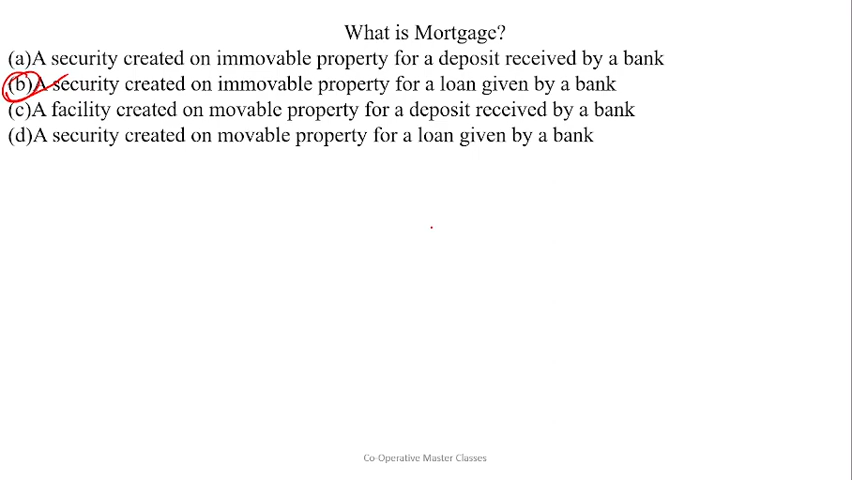 What is Mortgage?
(a)A security created on immovable property for a deposit received by a bank
(b)A security created on immovable property for a loan given by a bank
(c)A facility created on movable property for a deposit received by a bank
(d)A security created on movable property for a loan given by a bank
Co-Operative Master Classes